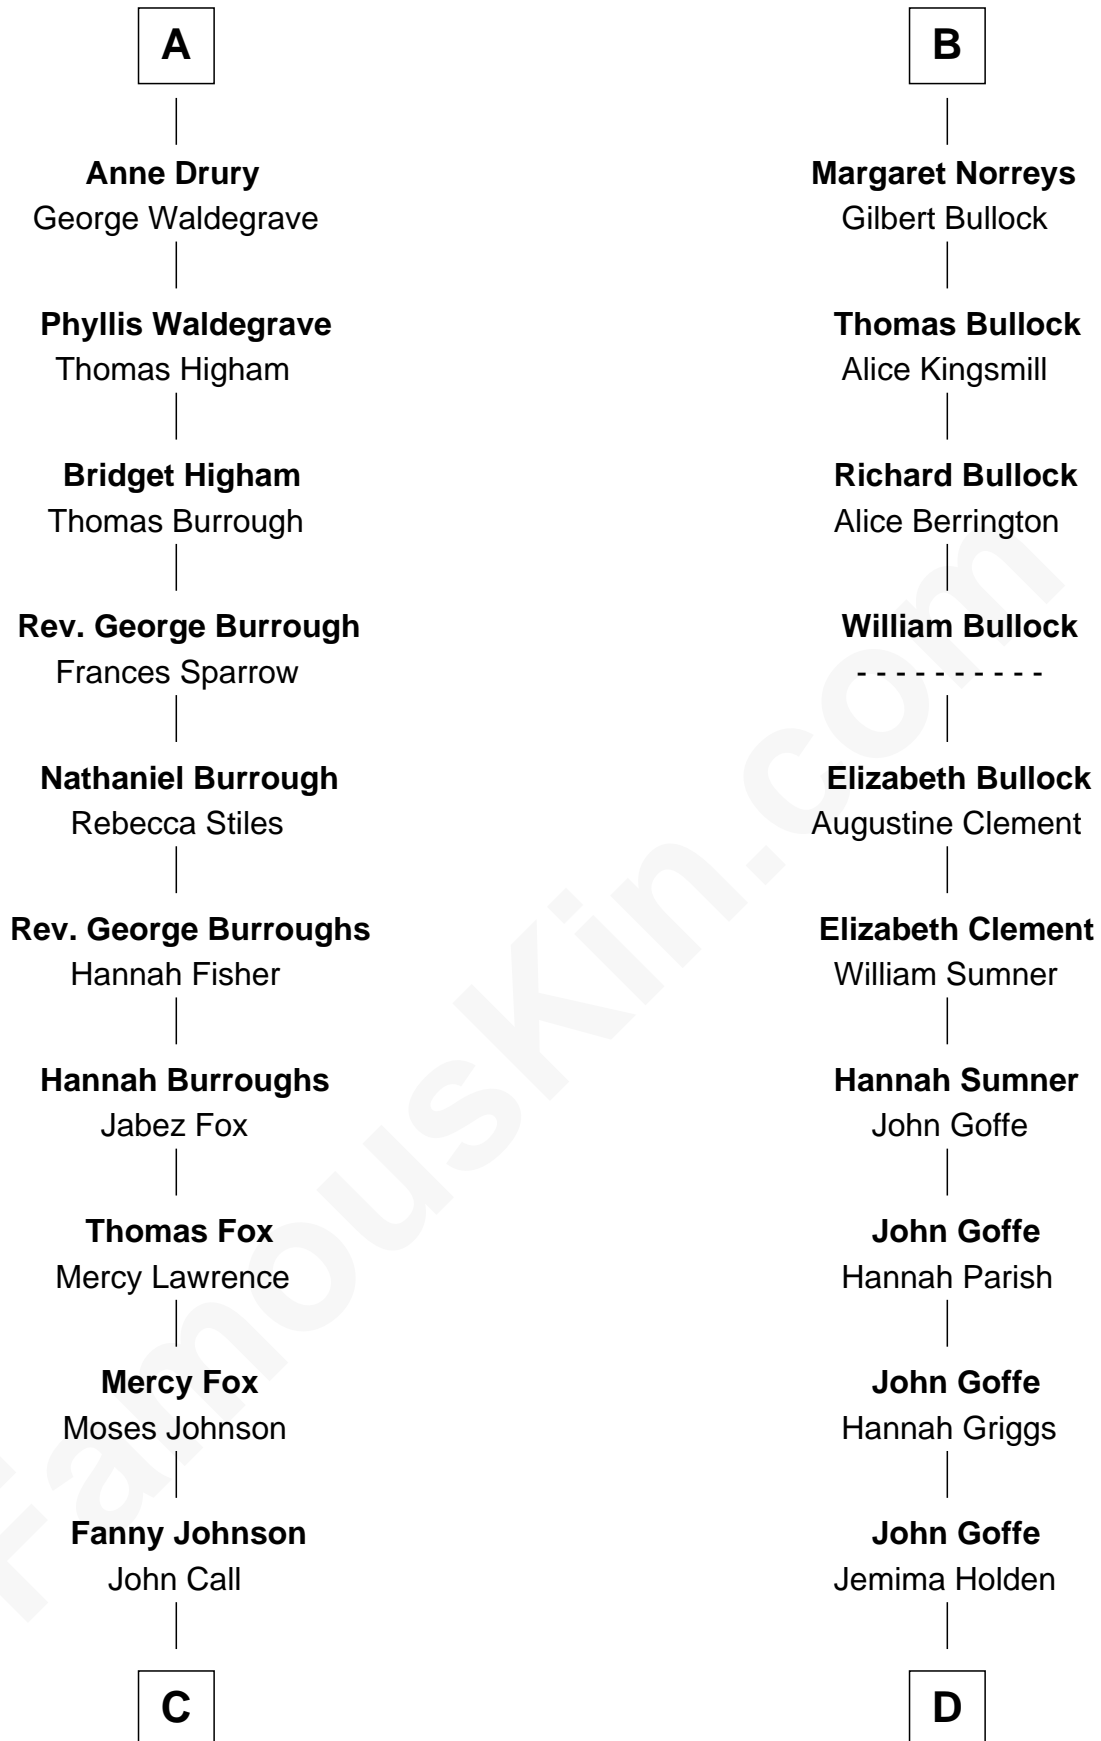 A
Anne Drury
George Waldegrave
Phyllis Waldegrave
Thomas Higham
Bridget Higham
Thomas Burrough
Rev. George Burrough
Frances Sparrow
Nathaniel Burrough
Rebecca Stiles
Rev. George Burroughs
Hannah Fisher
Hannah Burroughs
Jabez Fox
Thomas Fox
Mercy Lawrence
Mercy Fox
Moses Johnson
Fanny Johnson
John Call
C
B
Margaret Norreys
Gilbert Bullock
Thomas Bullock
Alice Kingsmill
Richard Bullock
Alice Berrington
William Bullock
- - - - - - - - - -
Elizabeth Bullock
Augustine Clement
Elizabeth Clement
William Sumner
Hannah Sumner
John Goffe
John Goffe
Hannah Parish
John Goffe
Hannah Griggs
John Goffe
Jemima Holden
D
FamousKin.com